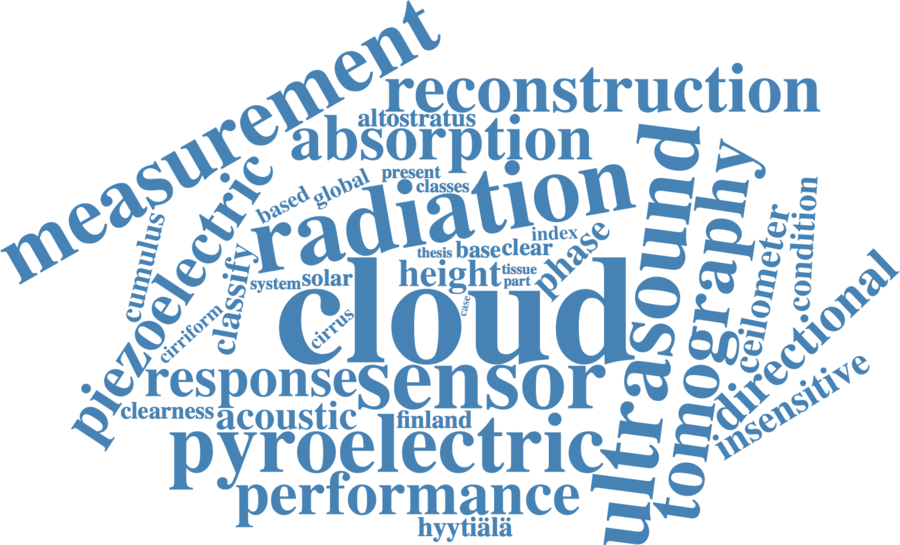 measurement
reconstruction
altostratus
absorption
present
classes
based
global
radiation
piezoelectric
cumulus
classify
cirriform
index
thesis
base
clear
phase
system
solar
height
tissue
part
case
cirrus
cloud
ultrasound
tomography
ceilometer
condition
directional
insensitive
response
sensor
clearness
acoustic
finland
pyroelectric
performance
hyytiälä